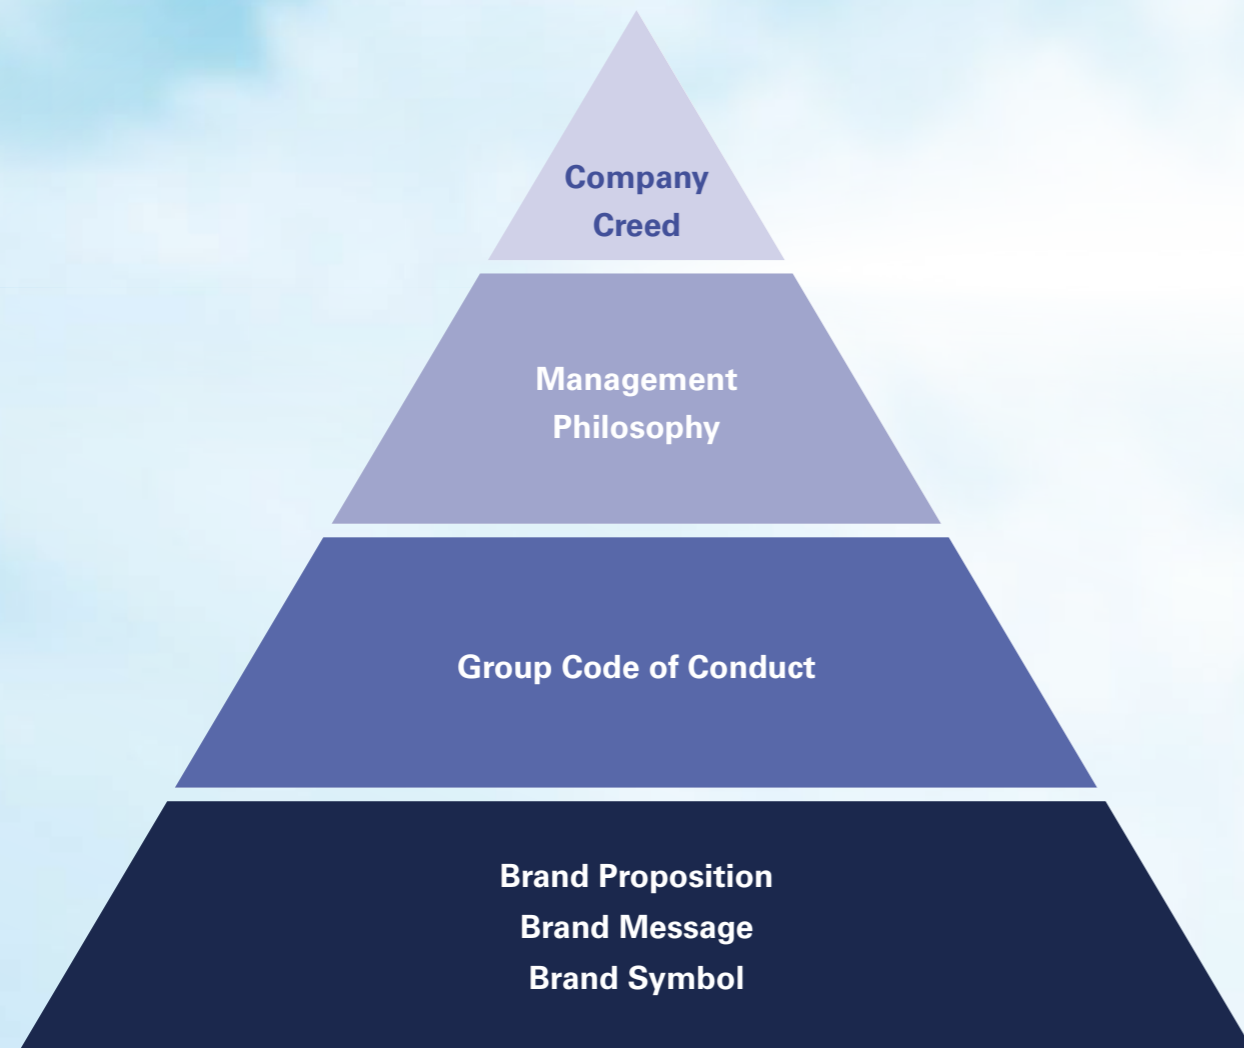 Company
Creed
Management
Philosophy
Group Code of Conduct
Brand Proposition
Brand Message
Brand Symbol